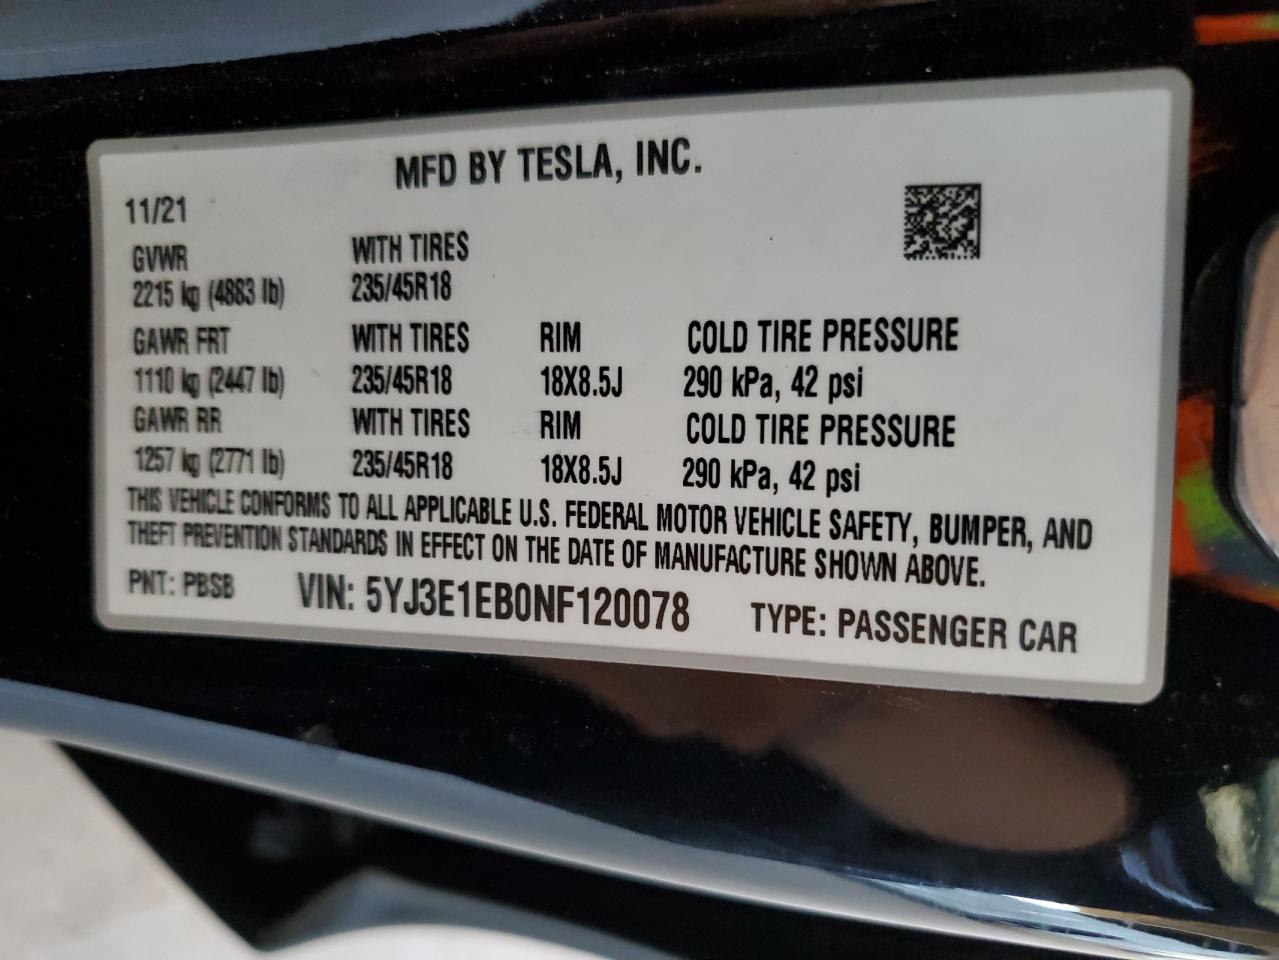 MFD BY TESLA, INC.
11/21
GVWR WITH TIRES
2215 kg (4883 lb) 235/45R18
GAWR FRT WITH TIRES RIM COLD TIRE PRESSURE
1110 kg (2447 lb) 235/45R18 18X8.5J 290 kPa, 42 psi
GAWR RR WITH TIRES RIM COLD TIRE PRESSURE
1257 kg (2771 lb) 235/45R18 18X8.5J 290 kPa, 42 psi
THIS VEHICLE CONFORMS TO ALL APPLICABLE U.S. FEDERAL MOTOR VEHICLE SAFETY, BUMPER, AND
THEFT PREVENTION STANDARDS IN EFFECT ON THE DATE OF MANUFACTURE SHOWN ABOVE.
PNT: PBSB VIN: 5YJ3E1EB0NF120078 TYPE: PASSENGER CAR